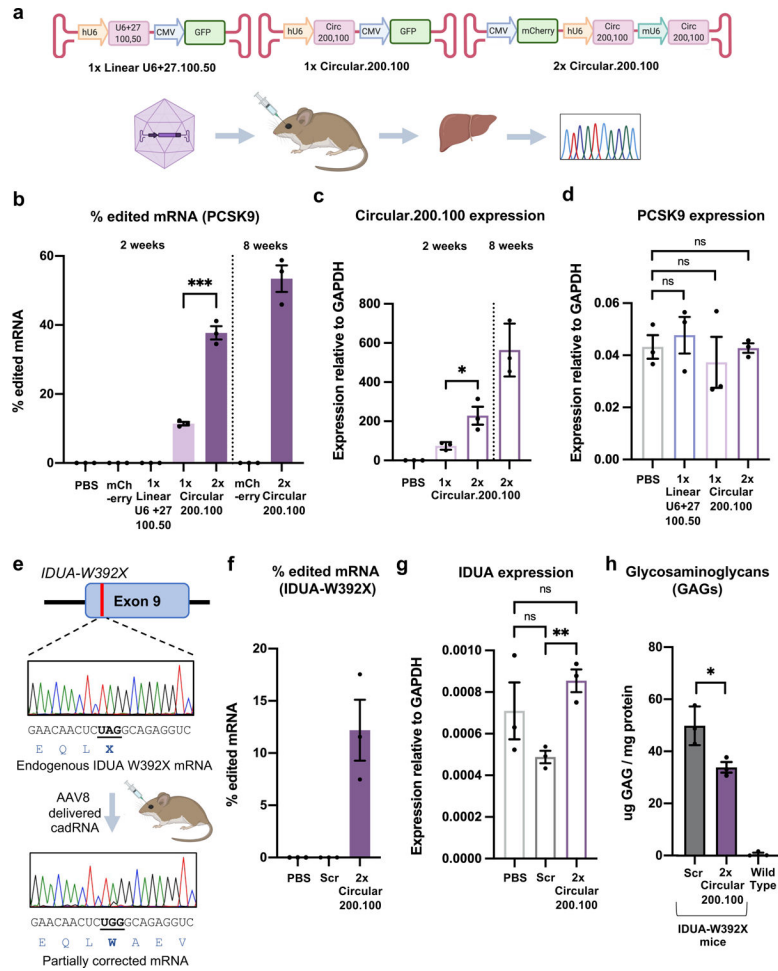 a
hU6 U6+27 100,50 CMV GFP
hU6 Circ 200,100 CMV GFP
CMV mCherry hU6 Circ 200,100 mU6 Circ 200,100
1x Linear U6+27.100.50
1x Circular.200.100
2x Circular.200.100
b
% edited mRNA (PCSK9)
2 weeks
8 weeks
***
% edited mRNA
60
40
20
0
PBS
mCh-erry
1x Linear U6 +27 100.50
1x 2x Circular 200.100
mCh-erry
2x Circular 200.100
c
Circular.200.100 expression
2 weeks
8 weeks
*
Expression relative to GAPDH
800
600
400
200
0
1x 2x 2x
Circular.200.100
d
PCSK9 expression
ns
ns
ns
Expression relative to GAPDH
0.06
0.04
0.02
0.00
PBS
1x Linear U6+27 100.50
1x 2x Circular 200.100
e
IDUA-W392X
Exon 9
GAACAACUCUAGGCAGAGGUC
E Q L X
Endogenous IDUA W392X mRNA
AAV8
delivered
cadRNA
GAACAACUCUGGGCAGAGGUC
E Q L W A E V
Partially corrected mRNA
f
% edited mRNA
(IDUA-W392X)
% edited mRNA
20
15
10
5
0
PBS
Scr
2x
Circular
200.100
g
IDUA expression
ns
ns
**
Expression relative to GAPDH
0.0010
0.0008
0.0006
0.0004
0.0002
0.0000
PBS
Scr
2x
Circular
200.100
h
Glycosaminoglycans
(GAGs)
*
ug GAG / mg protein
80
60
40
20
0
Scr
2x
Circular
200.100
Wild
Type
IDUA-W392X
mice